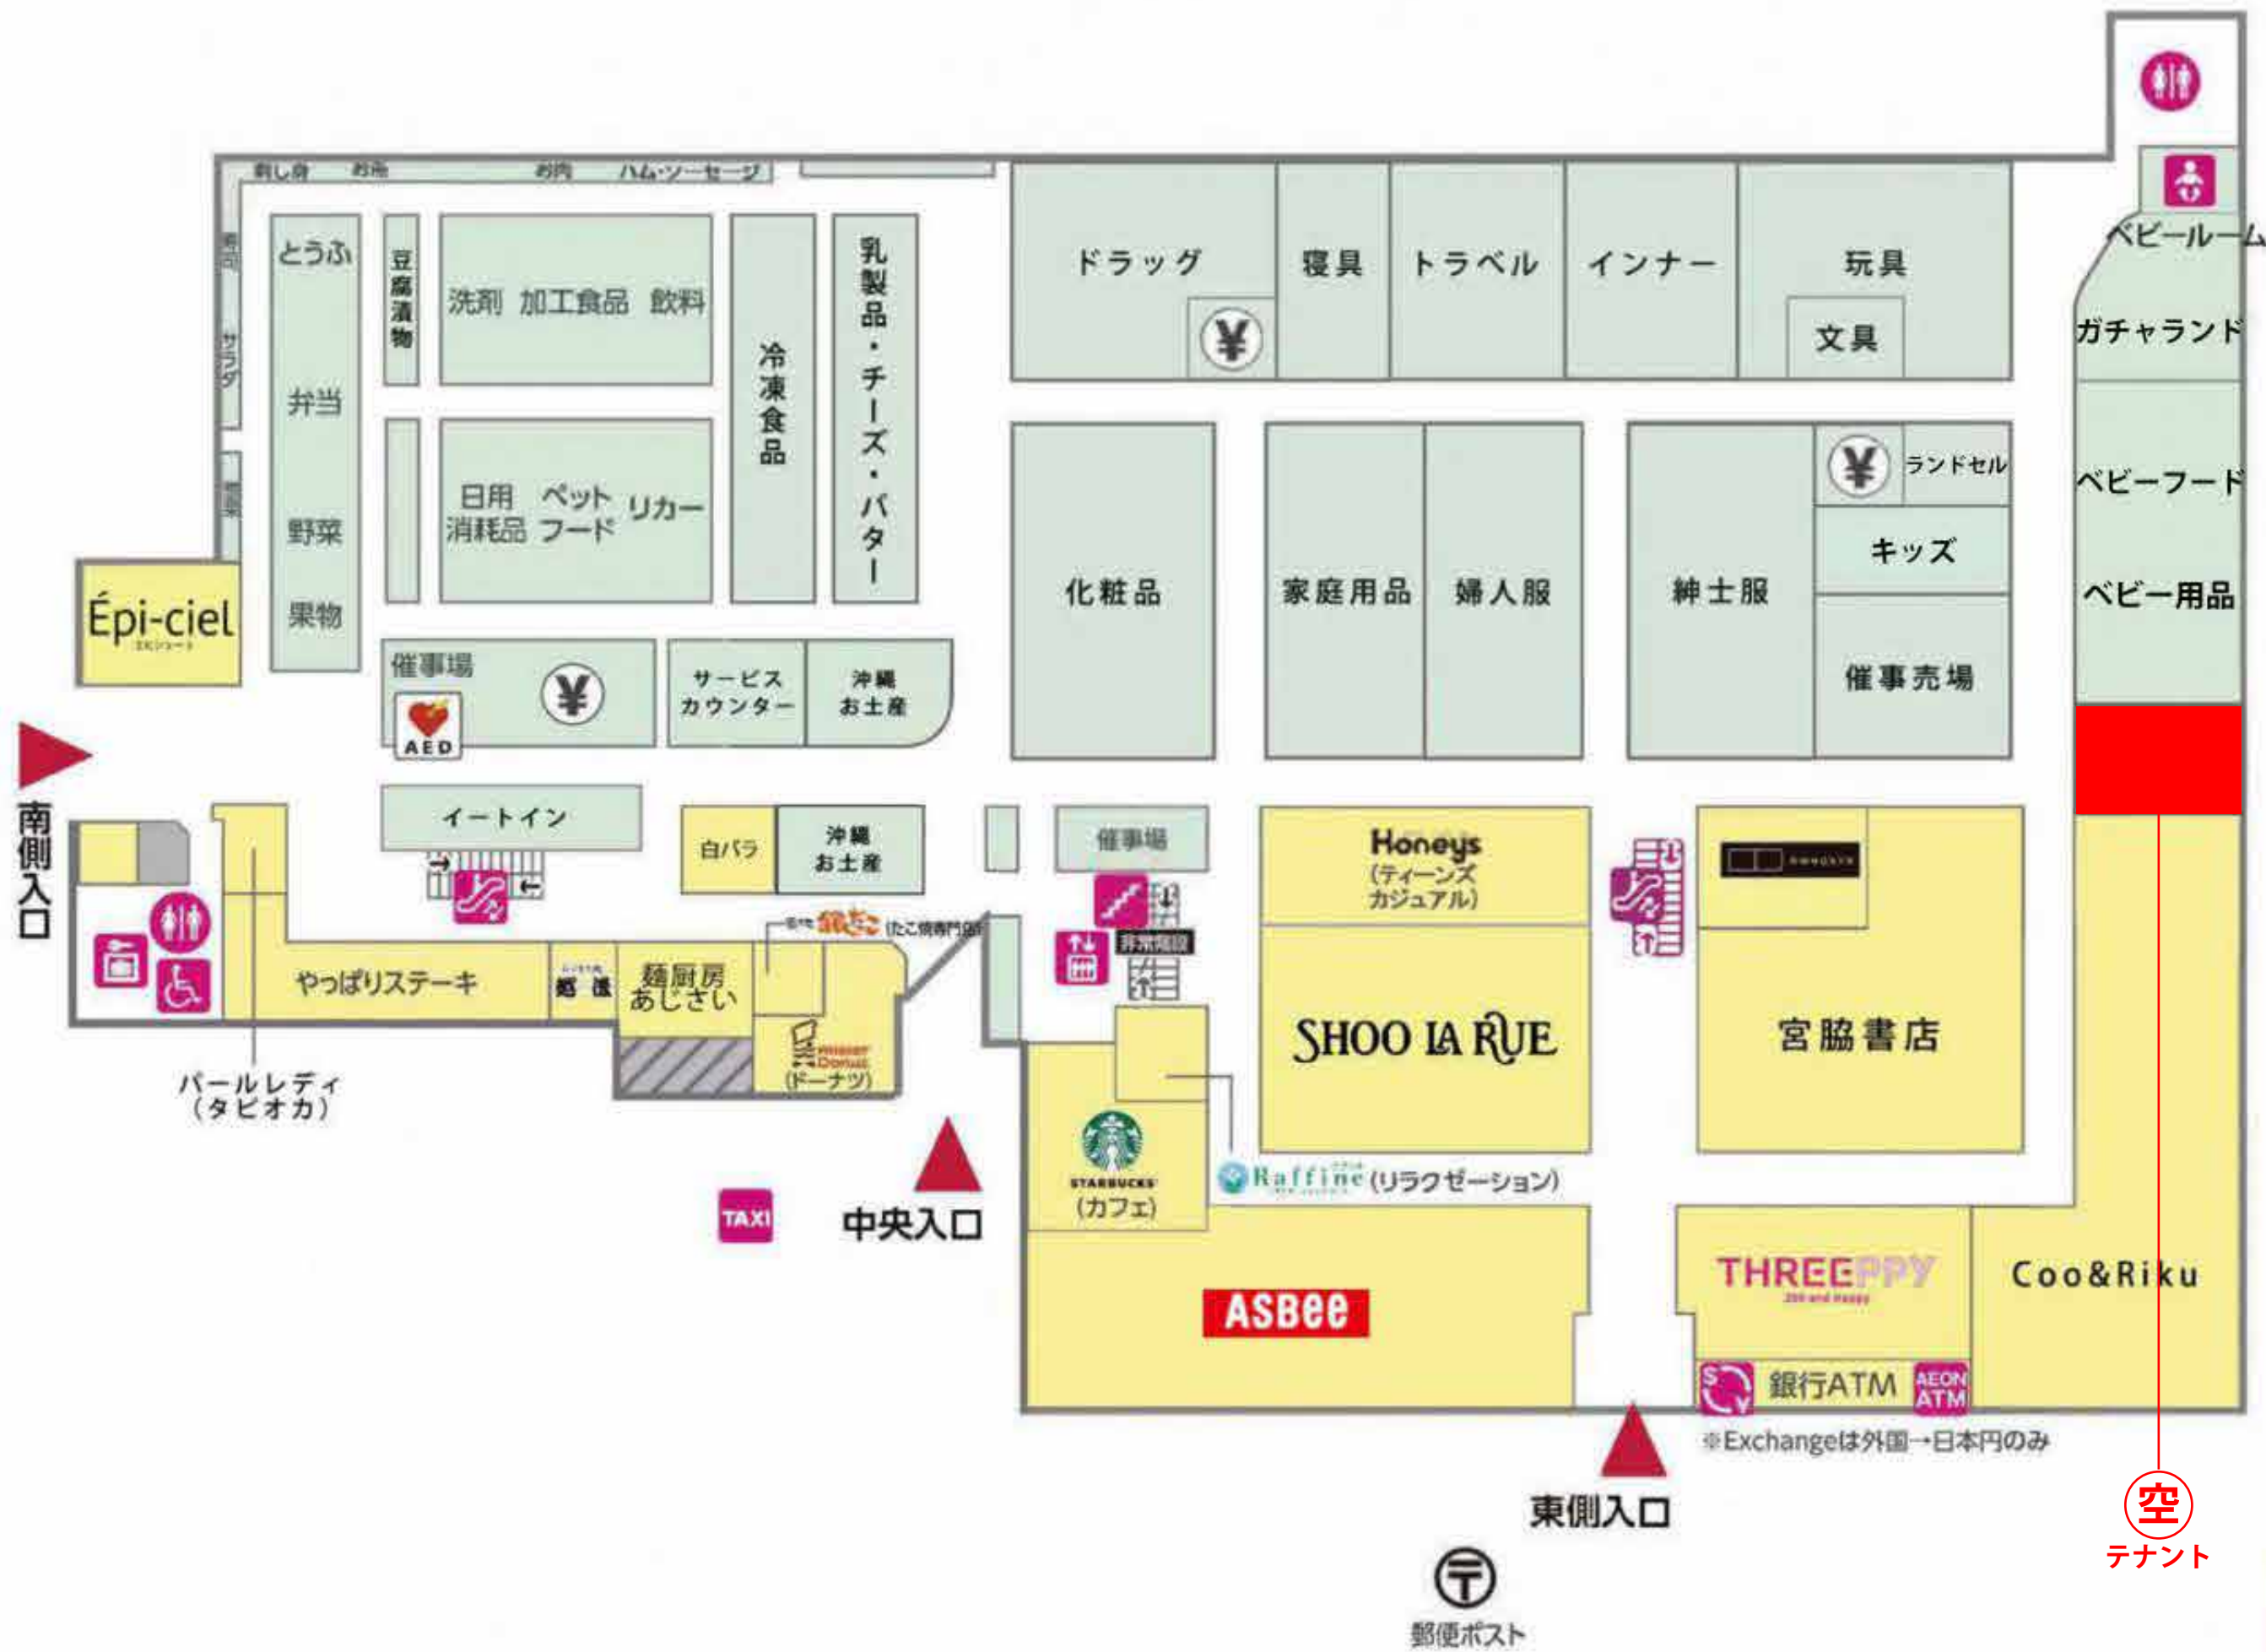 刺し身 お魚 お肉 ハム・ソーセージ
寿司
サラダ
惣菜
とうふ
弁当
野菜
果物
豆腐漬物
洗剤 加工食品 飲料
日用消耗品
ペットフード
リカー
冷凍食品
乳製品・チーズ・バター
ドラッグ
¥
寝具
トラベル
インナー
玩具
文具
ベビールーム
ガチャランド
ベビーフード
ベビー用品
化粧品
家庭用品
婦人服
紳士服
¥
ランドセル
キッズ
催事売場
Épi-ciel
催事場
AED
¥
サービス
カウンター
沖縄
お土産
南側入口
イートイン
白バラ
沖縄
お土産
催事場
非常階段
Honeys
(ティーンズ
カジュアル)
SHOO LA RUE
宮脇書店
やっぱりステーキ
麺厨房
あじさい
銀だこ (たこ焼専門店)
mister
Donut
(ドーナツ)
パールレディ
(タピオカ)
TAXI
中央入口
STARBUCKS
(カフェ)
Raffine (リラクゼーション)
ASBee
THREEPPY
Coo&Riku
銀行ATM
AEON
ATM
※Exchangeは外国→日本円のみ
東側入口
〒
郵便ポスト
空
テナント